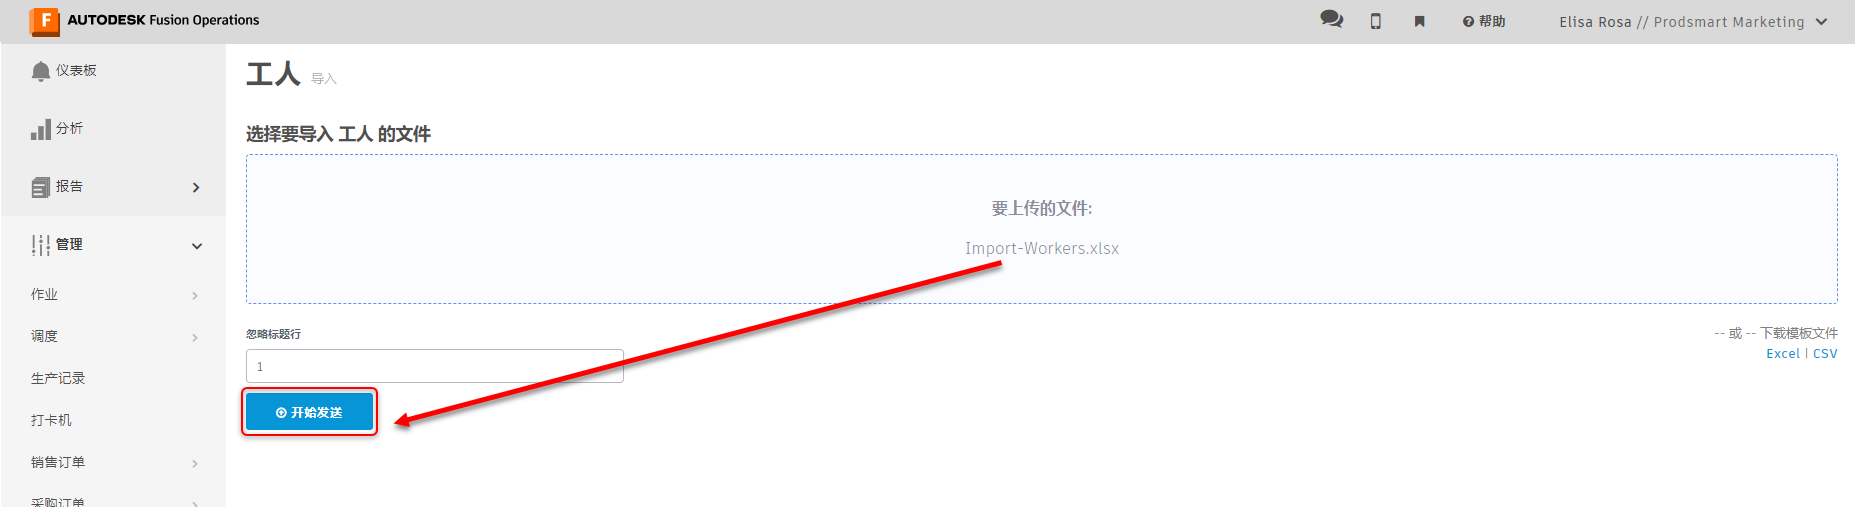 AUTODESK Fusion Operations
帮助
Elisa Rosa // Prodsmart Marketing
仪表板
分析
报告
管理
作业
调度
生产记录
打卡机
销售订单
采购订单
工人 导入
选择要导入 工人 的文件
要上传的文件:
Import-Workers.xlsx
忽略标题行
1
开始发送
-- 或 -- 下载模板文件
Excel | CSV